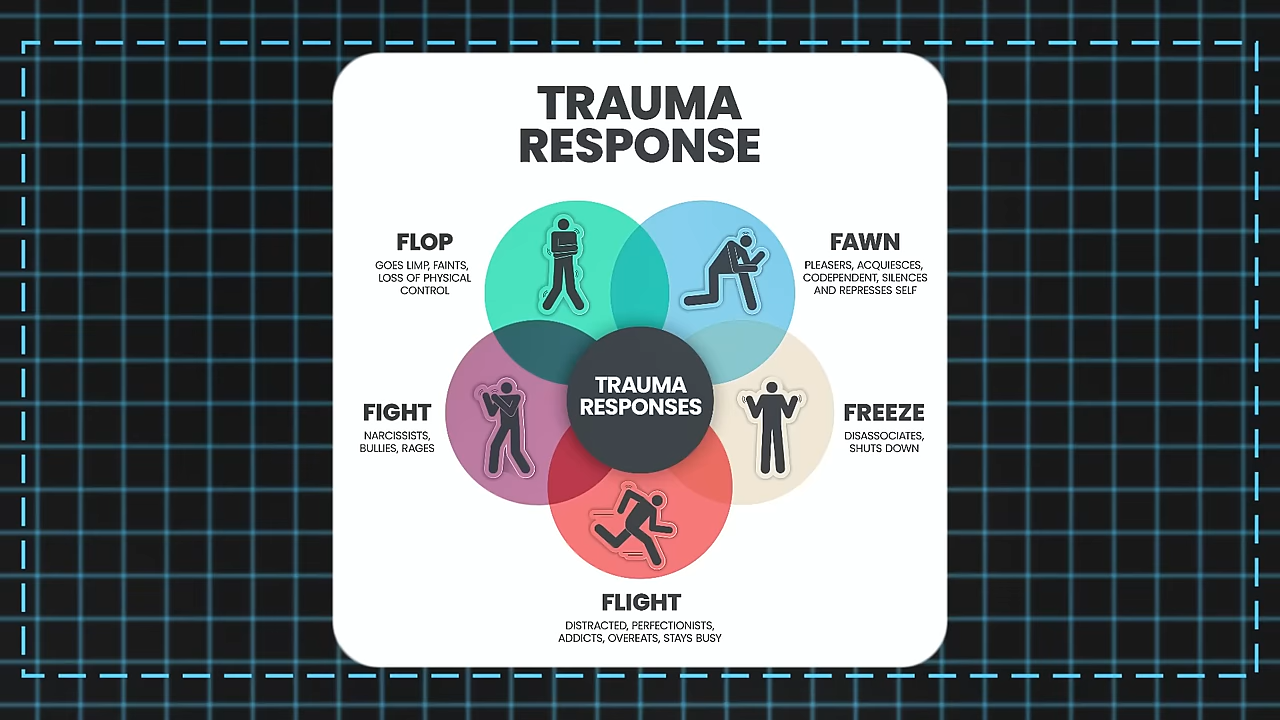 TRAUMA
RESPONSE
FLOP
GOES LIMP, FAINTS,
LOSS OF PHYSICAL
CONTROL
FAWN
PLEASERS, ACQUIESCES,
CODEPENDENT, SILENCES
AND REPRESSES SELF
TRAUMA
RESPONSES
FIGHT
NARCISSISTS,
BULLIES, RAGES
FREEZE
DISASSOCIATES,
SHUTS DOWN
FLIGHT
DISTRACTED, PERFECTIONISTS,
ADDICTS, OVEREATS, STAYS BUSY